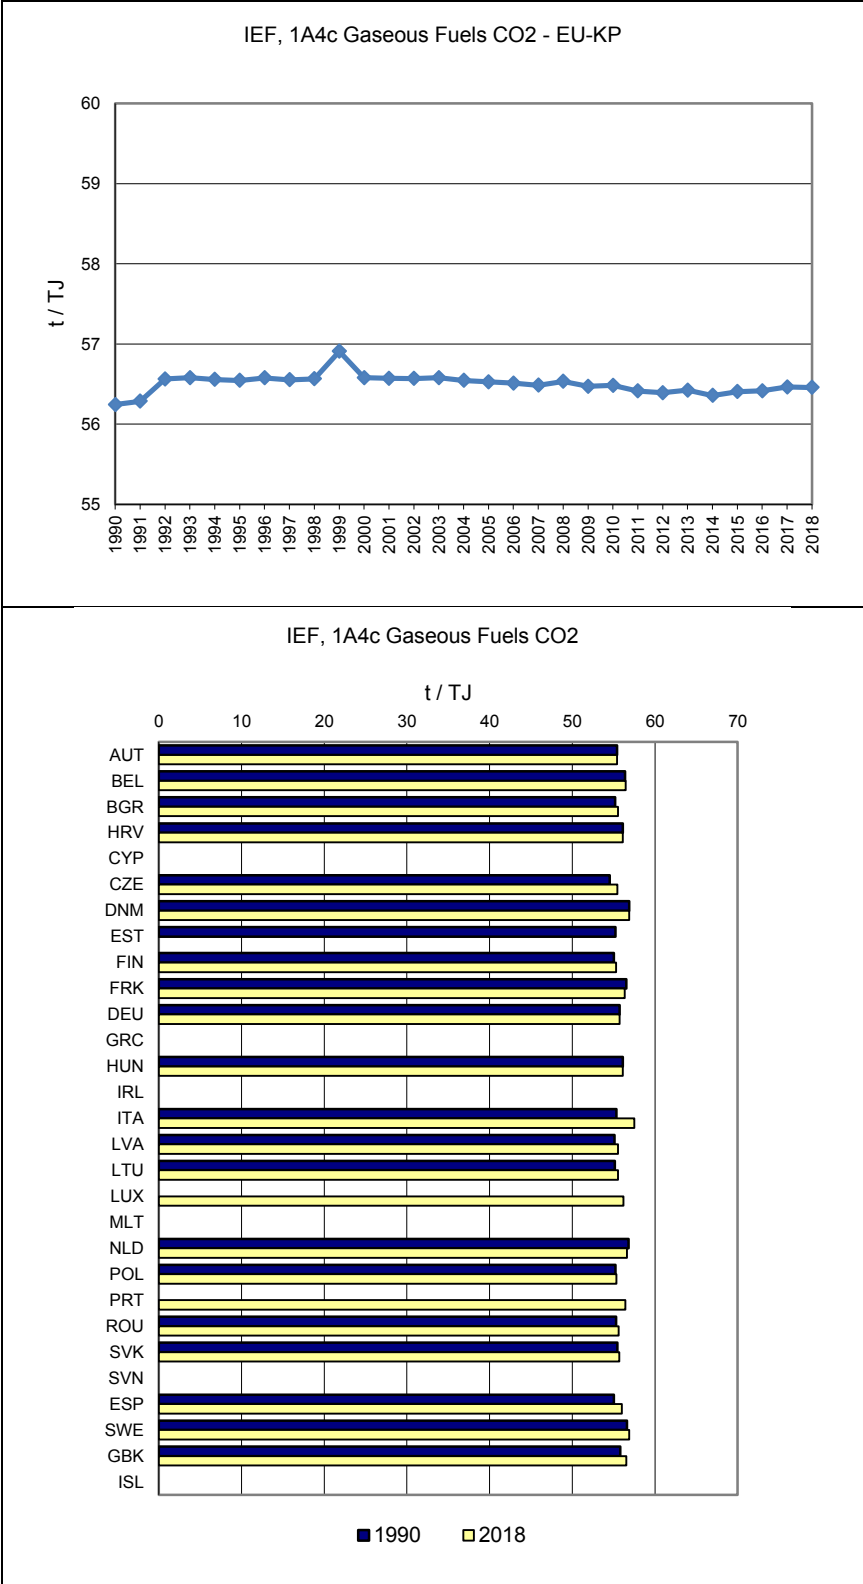 IEF, 1A4c Gaseous Fuels CO2 - EU-KP
60
59
58
57
56
55
t / TJ
1990
1991
1992
1993
1994
1995
1996
1997
1998
1999
2000
2001
2002
2003
2004
2005
2006
2007
2008
2009
2010
2011
2012
2013
2014
2015
2016
2017
2018
IEF, 1A4c Gaseous Fuels CO2
t / TJ
0 10 20 30 40 50 60 70
AUT
BEL
BGR
HRV
CYP
CZE
DNM
EST
FIN
FRK
DEU
GRC
HUN
IRL
ITA
LVA
LTU
LUX
MLT
NLD
POL
PRT
ROU
SVK
SVN
ESP
SWE
GBK
ISL
1990 2018